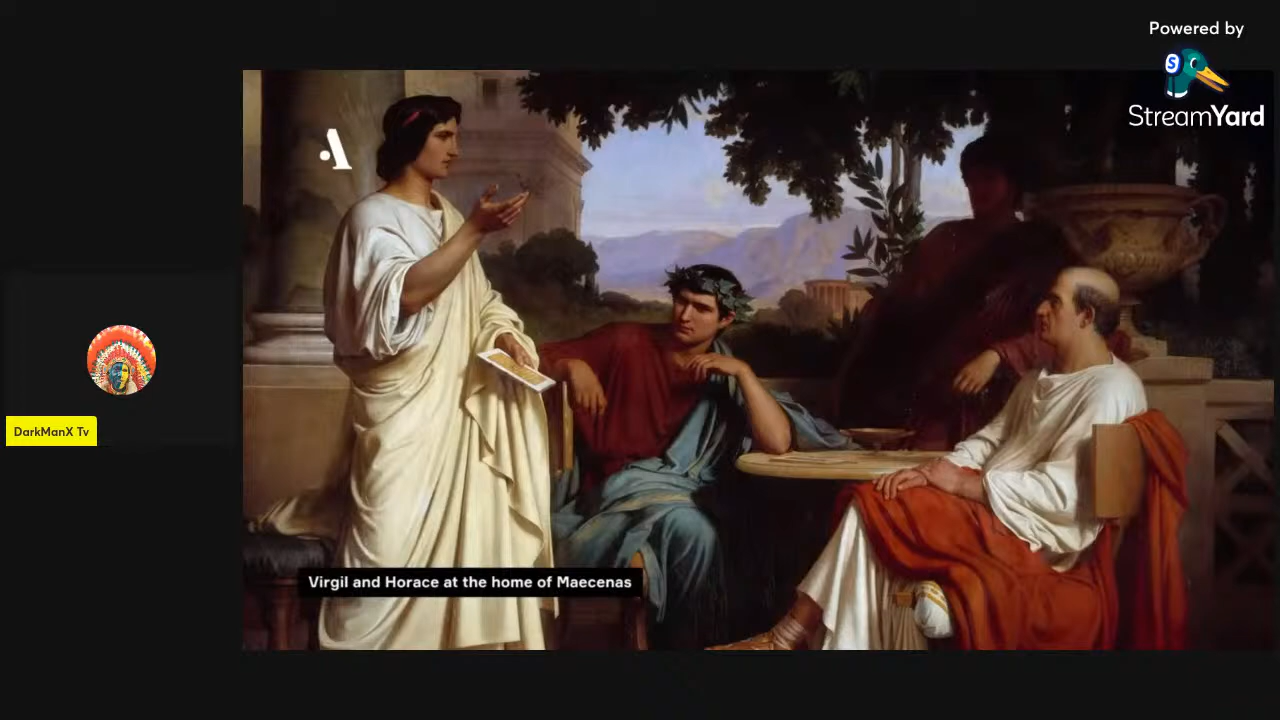 Powered by
S
StreamYard
A
DarkManX Tv
Virgil and Horace at the home of Maecenas